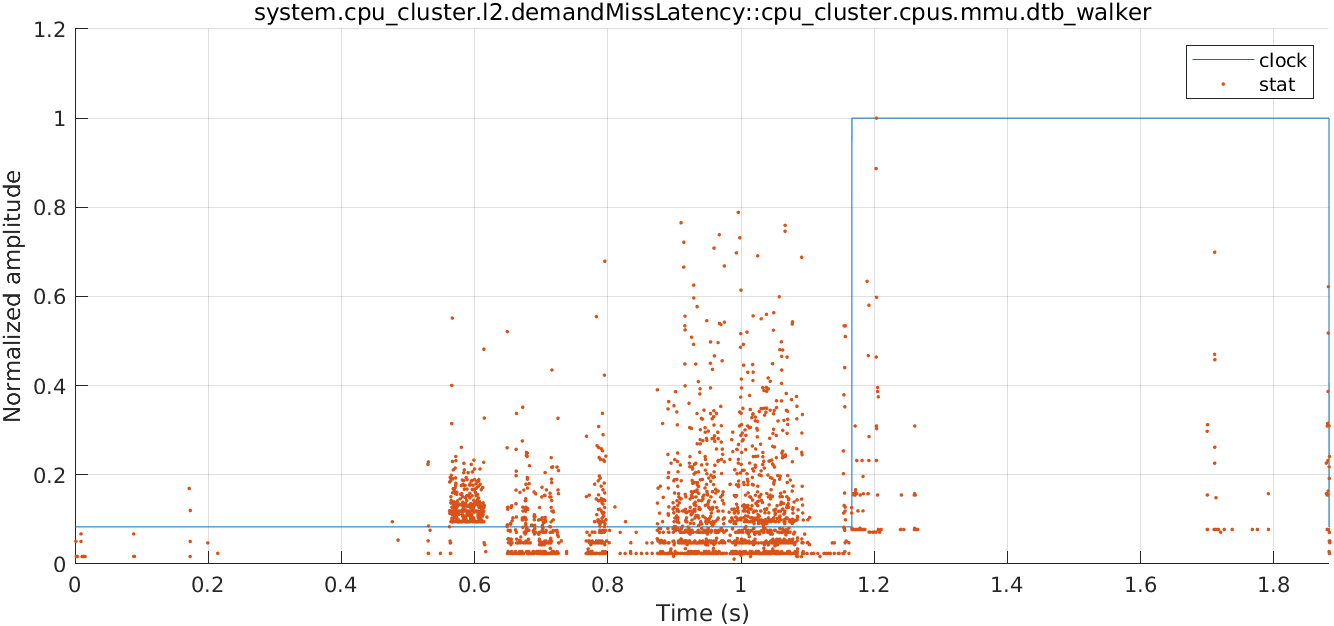 system.cpu_cluster.l2.demandMissLatency::cpu_cluster.cpus.mmu.dtb_walker
1.2
clock
stat
1
0.8
0.6
0.4
0.2
0
Normalized amplitude
0 0.2 0.4 0.6 0.8 1 1.2 1.4 1.6 1.8
Time (s)